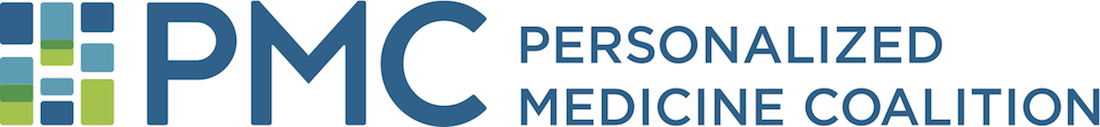 PMC
PERSONALIZED
MEDICINE COALITION